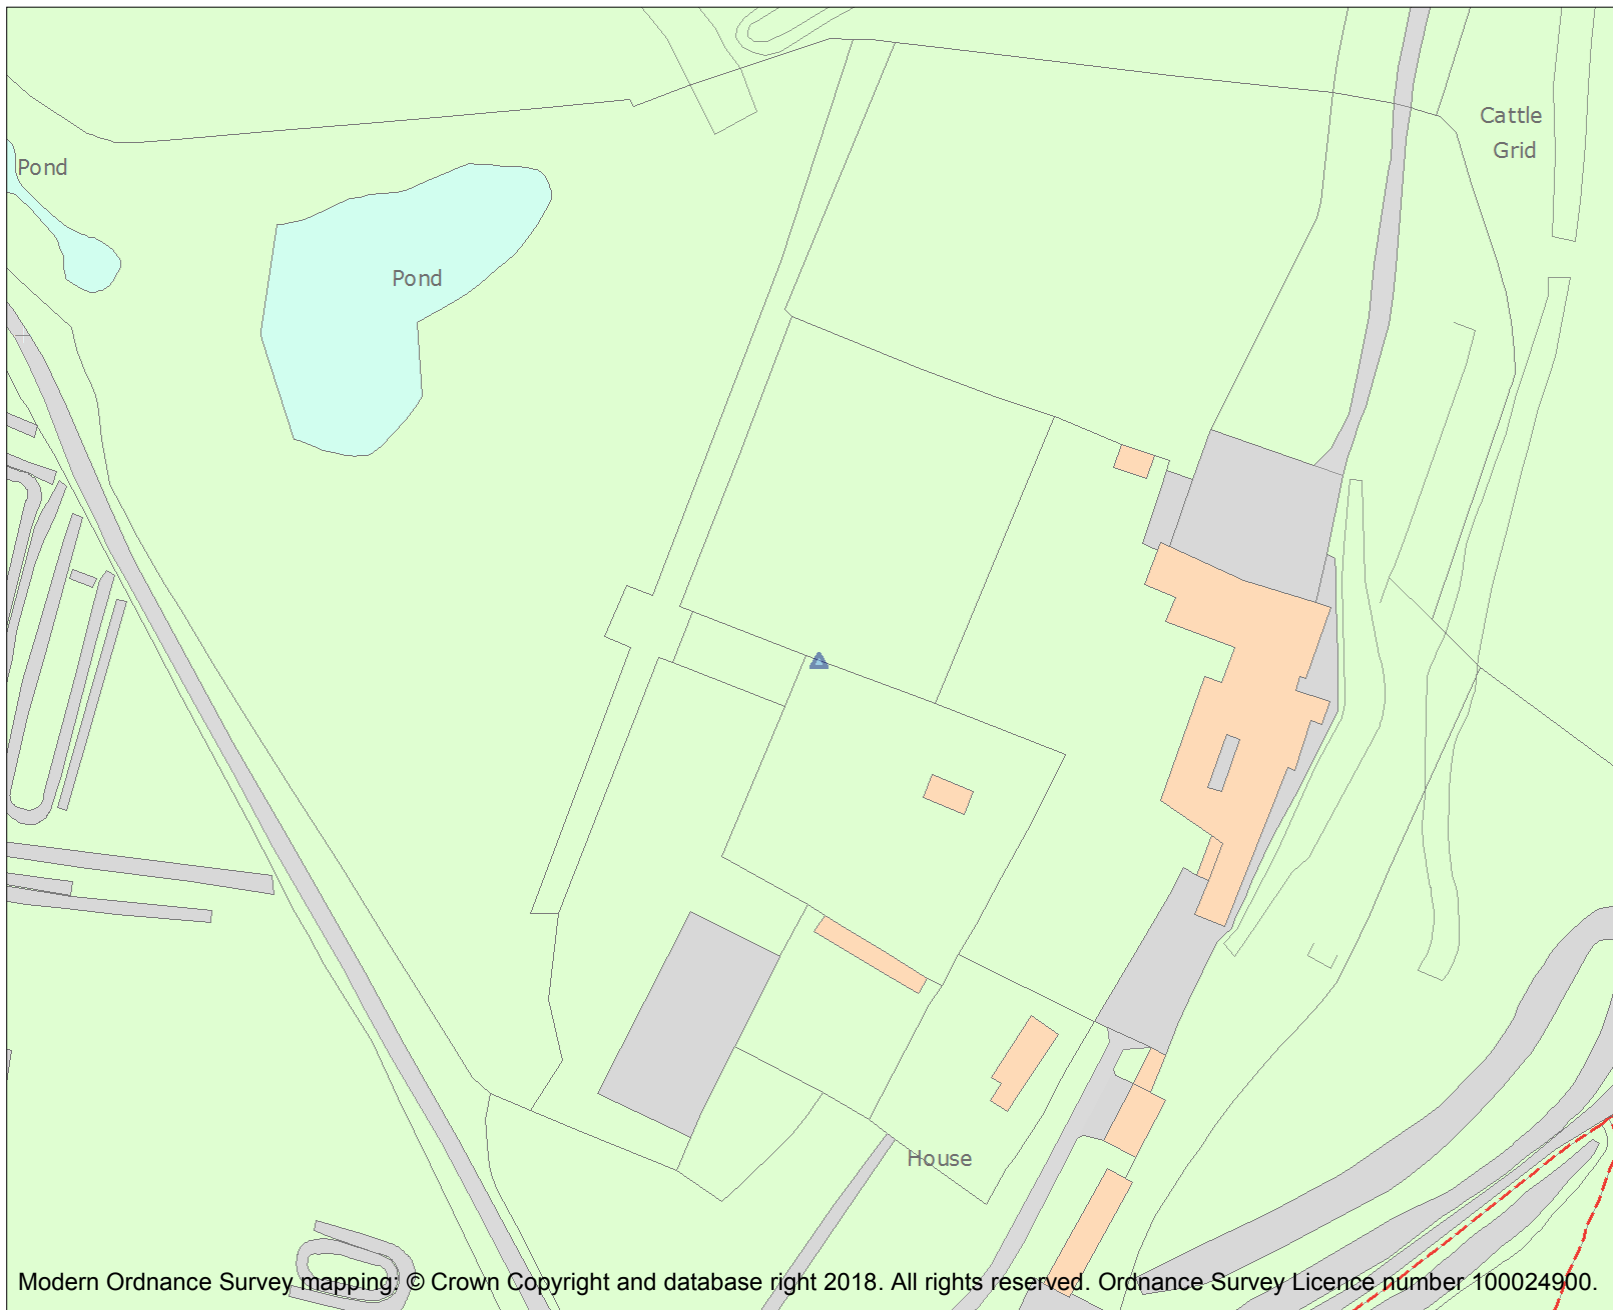 Cattle
Grid
Pond
Pond
House
Modern Ordnance Survey mapping: © Crown Copyright and database right 2018. All rights reserved. Ordnance Survey Licence number 100024900.